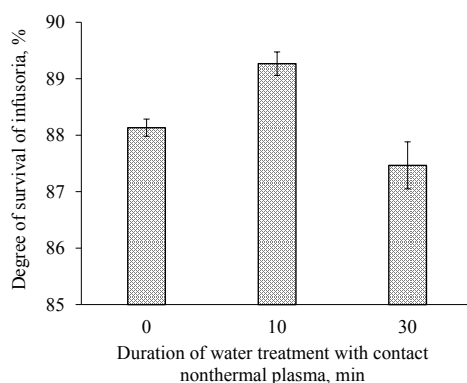 Degree of survival of infusoria, %
90
89
88
87
86
85
0 10 30
Duration of water treatment with contact
nonthermal plasma, min